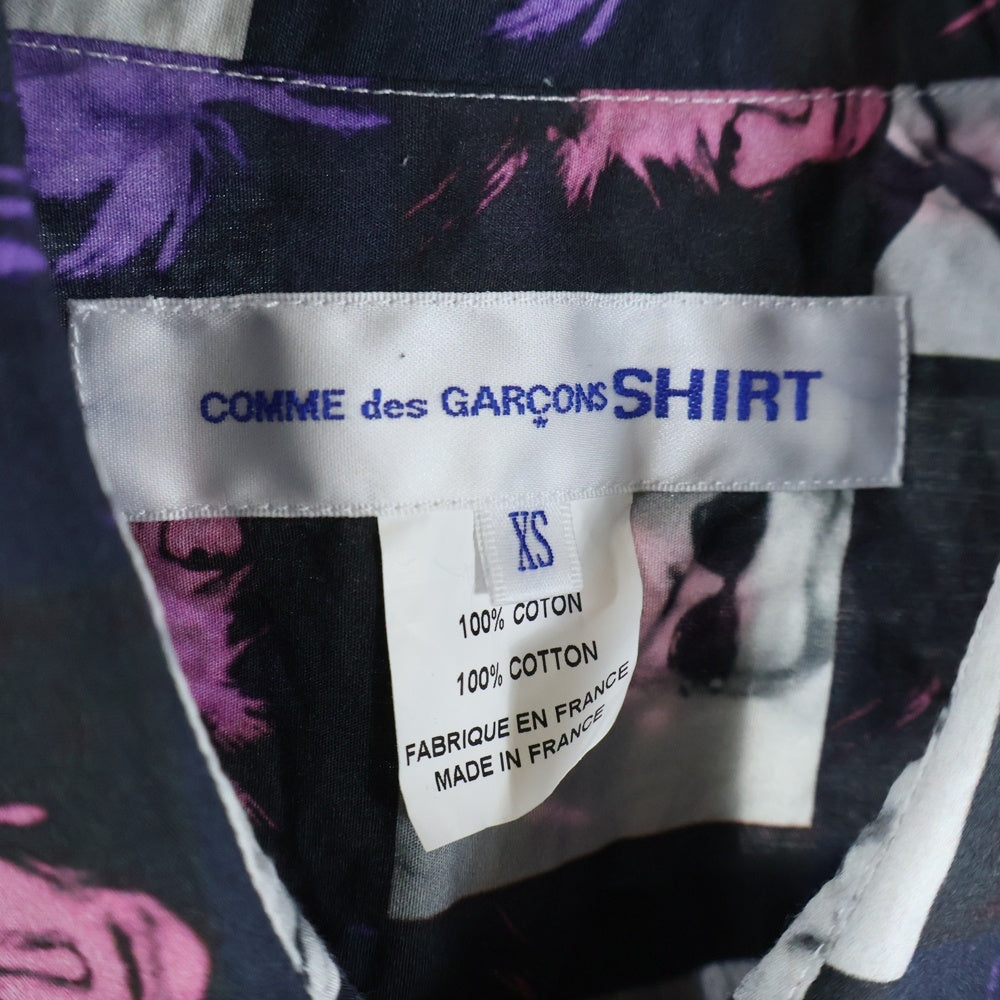 COMME des GARÇONS SHIRT
*
XS
100% COTON
100% COTTON
FABRIQUE EN FRANCE
MADE IN FRANCE